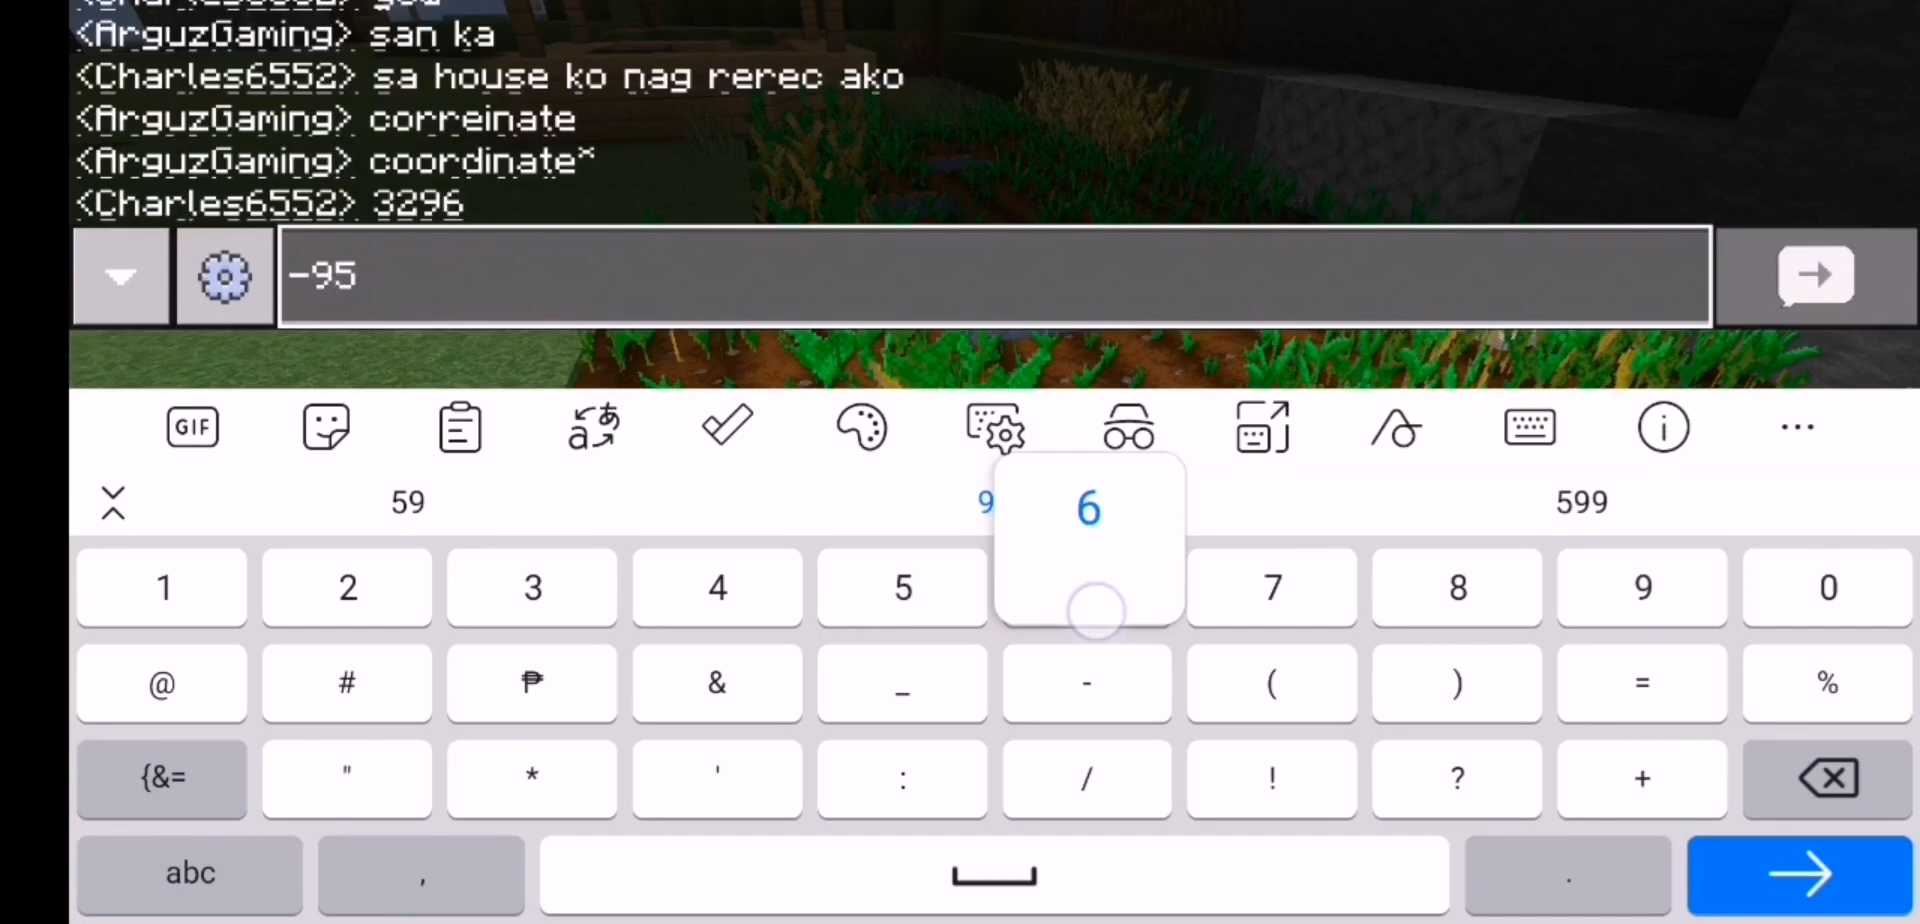 <ArguzGaming> san ka
<Charles6552> sa house ko nag rerec ako
<ArguzGaming> correinate
<ArguzGaming> coordinate*
<Charles6552> 3296
-95
GIF
59 9 6 599
1 2 3 4 5 7 8 9 0
@ # ₱ & _ - ( ) = %
{&= " * ' : / ! ? +
abc , .